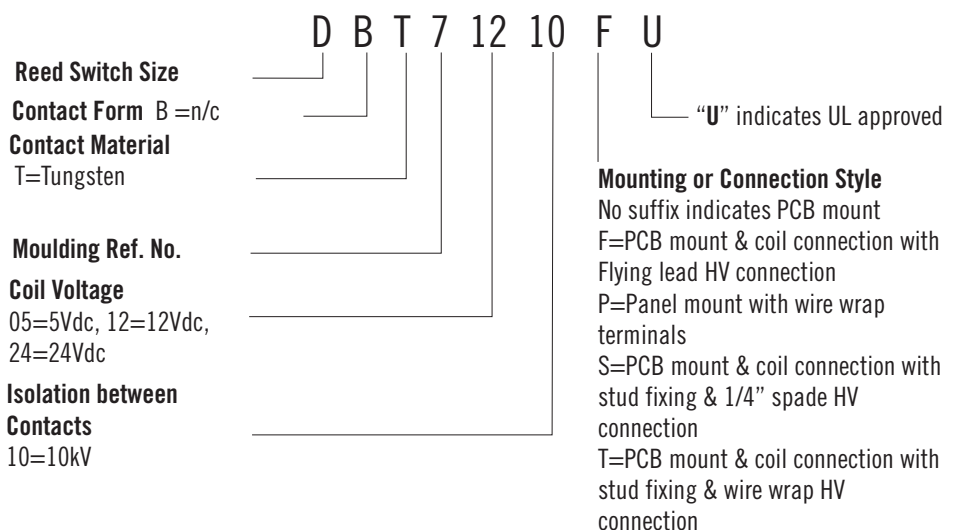 D B T 7 12 10 F U
Reed Switch Size
Contact Form B =n/c
Contact Material
T=Tungsten
Moulding Ref. No.
Coil Voltage
05=5Vdc, 12=12Vdc,
24=24Vdc
Isolation between
Contacts
10=10kV
“U” indicates UL approved
Mounting or Connection Style
No suffix indicates PCB mount
F=PCB mount & coil connection with
Flying lead HV connection
P=Panel mount with wire wrap
terminals
S=PCB mount & coil connection with
stud fixing & 1/4” spade HV
connection
T=PCB mount & coil connection with
stud fixing & wire wrap HV
connection